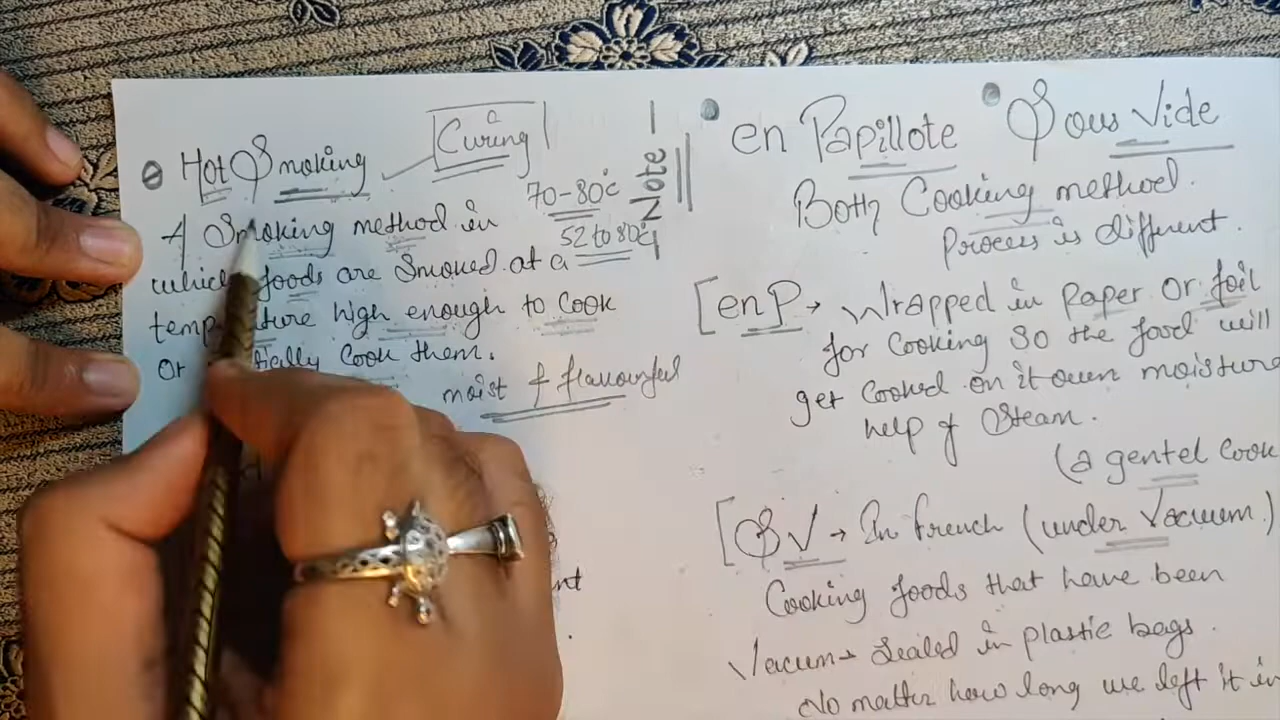 Curing
Hot Smoking
70-80°c
52 to 80°c
A Smoking method in
which foods are Smoked at a
high enough to Cook
Or Cook them.
moist & flavourful
Note
en Papillote Sous Vide
Both Cooking method.
Process is different.
[en P → Wrapped in Paper Or foil
for Cooking So the food will
get Cooked on it own moisture
help of Steam.
(a gentel Cook
[SV → In french (under Vacuum)
Cooking foods that have been
Vacum → Sealed in plastic bags.
No matter how long we left it in